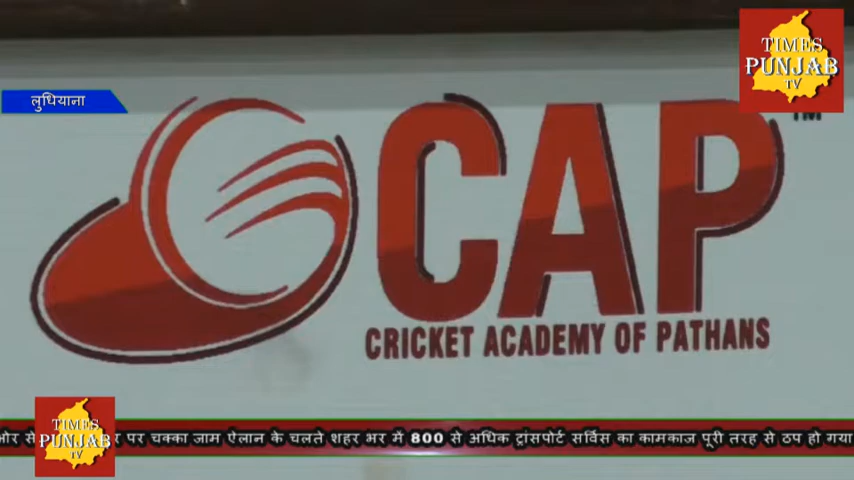 TIMES
PUNJAB
TV
लुधियाना
TM
CAP
CRICKET ACADEMY OF PATHANS
TIMES
PUNJAB
TV
पर चक्का जाम ऐलान के चलते शहर भर में 800 से अधिक ट्रांसपोर्ट सर्विस का कामकाज पूरी तरह से ठप हो गया